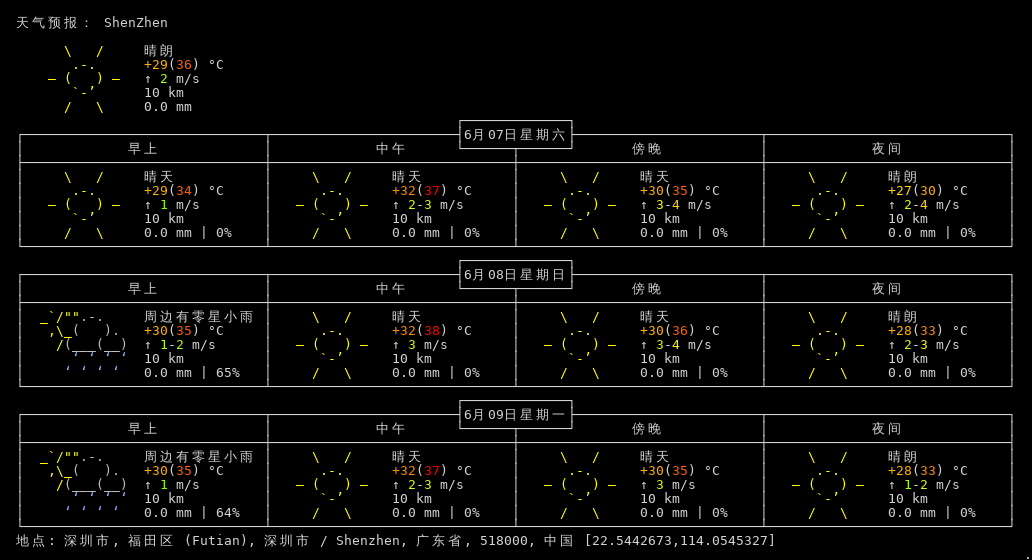 天气预报: ShenZhen
晴朗
+29(36) °C
↑ 2 m/s
10 km
0.0 mm
6月07日星期六
早上 中午 傍晚 夜间
晴天 晴天 晴天 晴朗
+29(34) °C +32(37) °C +30(35) °C +27(30) °C
↑ 1 m/s ↑ 2-3 m/s ↑ 3-4 m/s ↑ 2-4 m/s
10 km 10 km 10 km 10 km
0.0 mm | 0% 0.0 mm | 0% 0.0 mm | 0% 0.0 mm | 0%
6月08日星期日
早上 中午 傍晚 夜间
周边有零星小雨 晴天 晴天 晴朗
+30(35) °C +32(38) °C +30(36) °C +28(33) °C
↑ 1-2 m/s ↑ 3 m/s ↑ 3-4 m/s ↑ 2-3 m/s
10 km 10 km 10 km 10 km
0.0 mm | 65% 0.0 mm | 0% 0.0 mm | 0% 0.0 mm | 0%
6月09日星期一
早上 中午 傍晚 夜间
周边有零星小雨 晴天 晴天 晴朗
+30(35) °C +32(37) °C +30(35) °C +28(33) °C
↑ 1 m/s ↑ 2-3 m/s ↑ 3 m/s ↑ 1-2 m/s
10 km 10 km 10 km 10 km
0.0 mm | 64% 0.0 mm | 0% 0.0 mm | 0% 0.0 mm | 0%
地点: 深圳市, 福田区 (Futian), 深圳市 / Shenzhen, 广东省, 518000, 中国 [22.5442673,114.0545327]